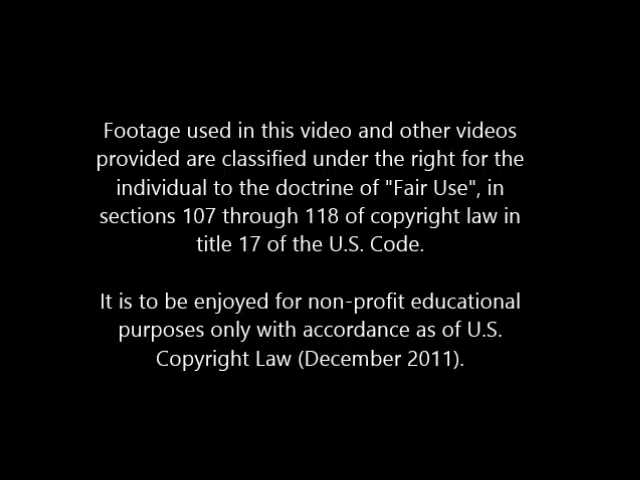 Footage used in this video and other videos
provided are classified under the right for the
individual to the doctrine of "Fair Use", in
sections 107 through 118 of copyright law in
title 17 of the U.S. Code.
It is to be enjoyed for non-profit educational
purposes only with accordance as of U.S.
Copyright Law (December 2011).